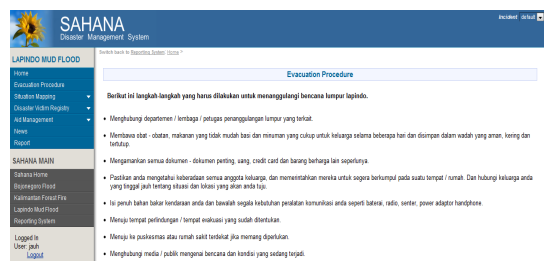 SAHANA
Disaster Management System
Incident default
Switch back to Reporting System: Home >
LAPINDO MUD FLOOD
Home
Evacuation Procedure
Situation Mapping
Disaster Victim Registry
Aid Management
News
Report
SAHANA MAIN
Sahana Home
Bojonegoro Flood
Kalimantan Forest Fire
Lapindo Mud Flood
Reporting System
Logged In
User: jauh
Logout
Evacuation Procedure
Berikut ini langkah-langkah yang harus dilakukan untuk menanggulangi bencana lumpur lapindo.
• Menghubungi departemen / lembaga / petugas penanggulangan lumpur yang terkait.
• Membawa obat - obatan, makanan yang tidak mudah basi dan minuman yang cukup untuk keluarga selama beberapa hari dan disimpan dalam wadah yang aman, kering dan
tertutup.
• Mengamankan semua dokumen - dokumen penting, uang, credit card dan barang berharga lain seperlunya.
• Pastikan anda mengetahui keberadaan semua anggota keluarga, dan memerintahkan mereka untuk segera berkumpul pada suatu tempat / rumah. Dan hubungi keluarga anda
yang tinggal jauh tentang situasi dan lokasi yang akan anda tuju.
• Isi penuh bahan bakar kendaraan anda dan bawalah segala kebutuhan peralatan komunikasi anda seperti baterai, radio, senter, power adaptor handphone.
• Menuju tempat perlindungan / tempat evakuasi yang sudah ditentukan.
• Menuju ke puskesmas atau rumah sakit terdekat jika memang diperlukan.
• Menghubungi media / publik mengenai bencana dan kondisi yang sedang terjadi.